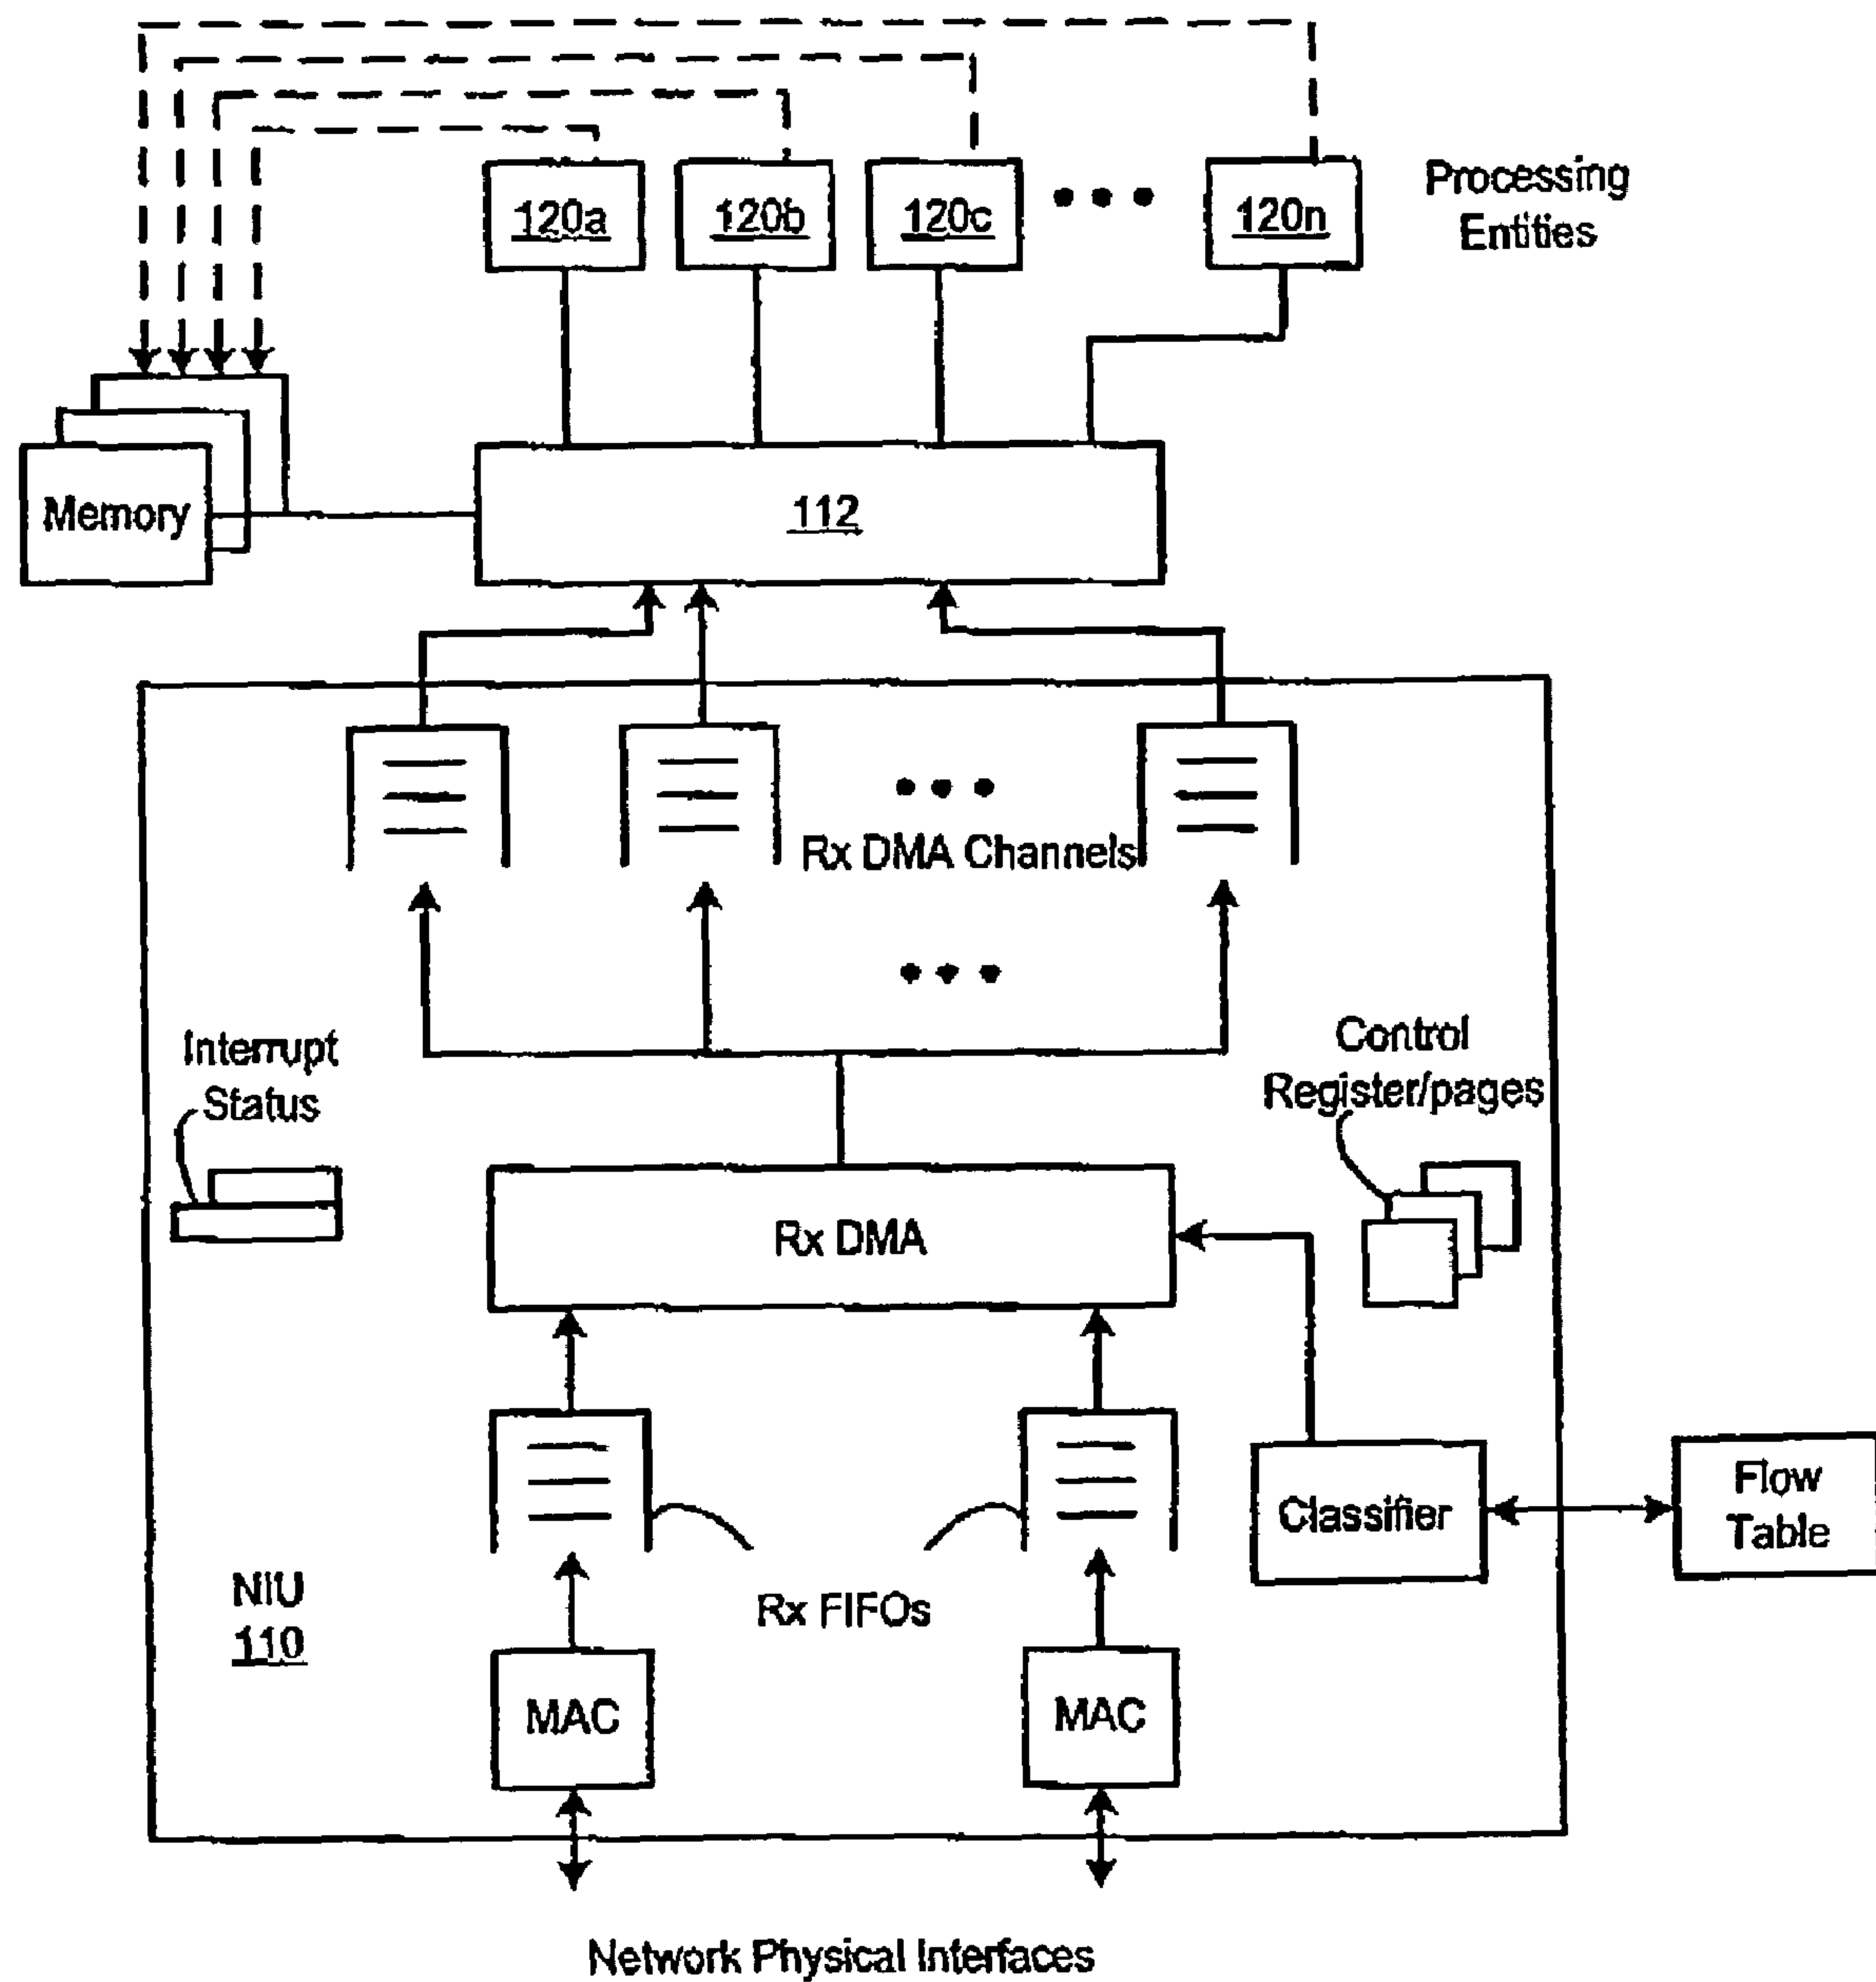 120a
120b
120c
120n
Processing
Entities
Memory
112
Rx DMA Channels
Interrupt
Status
Control
Register/pages
Rx DMA
Classifier
Flow
Table
NIU
110
Rx FIFOs
MAC
MAC
Network Physical Interfaces